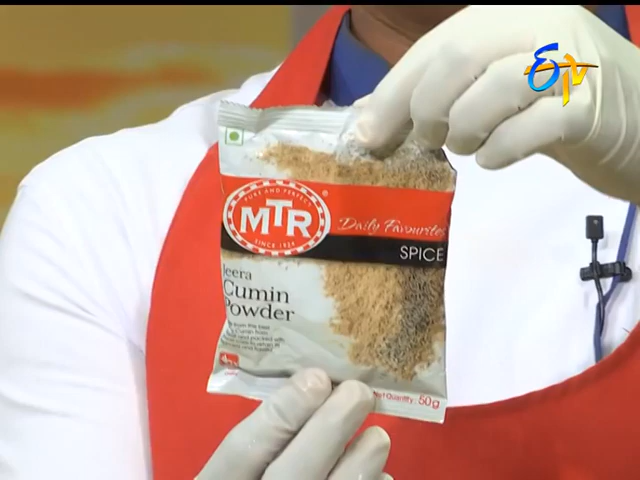 ETV
PURE AND PERFECT
MTR
SINCE 1924
®
Daily Favourites
SPICE
Jeera
Cumin
Powder
Net Quantity: 50g